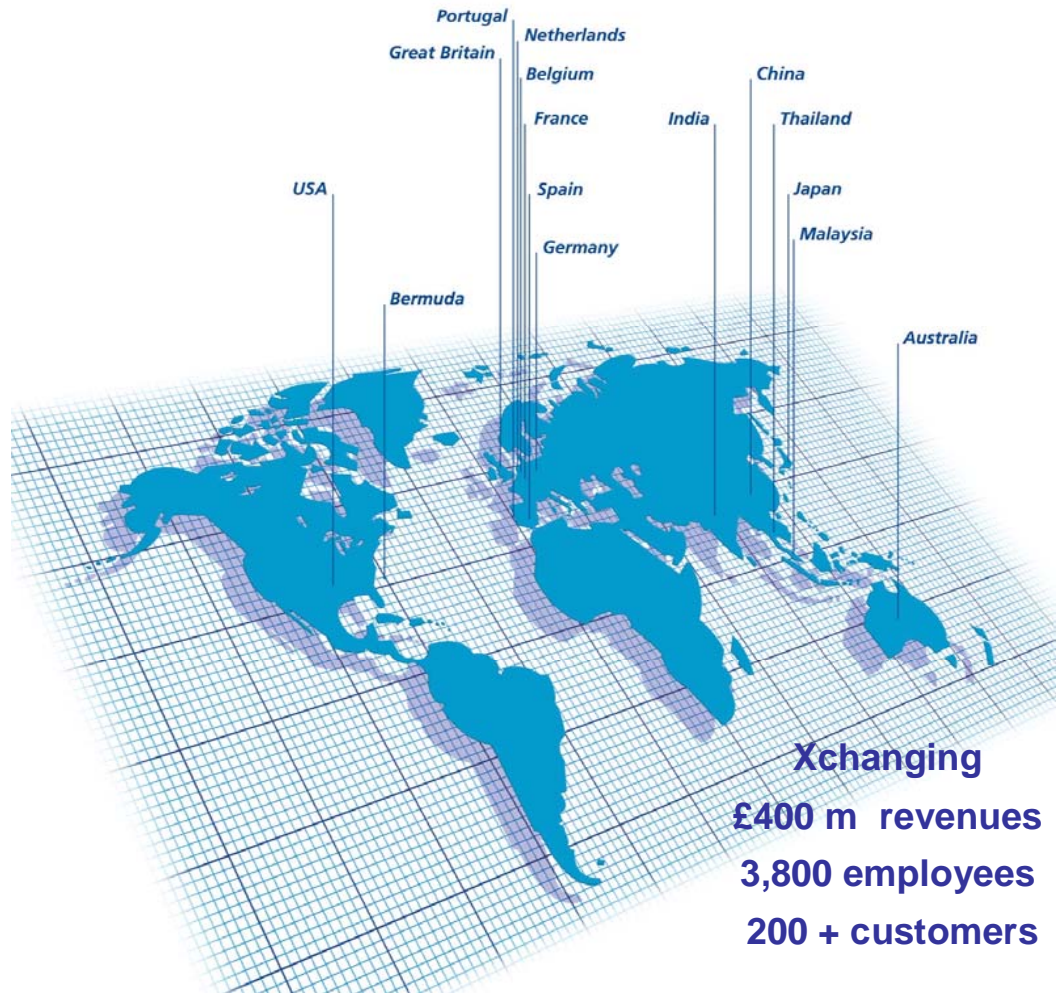 Portugal
Netherlands
Great Britain
Belgium
China
France
India
Thailand
USA
Spain
Japan
Malaysia
Germany
Bermuda
Australia
Xchanging
£400 m revenues
3,800 employees
200 + customers